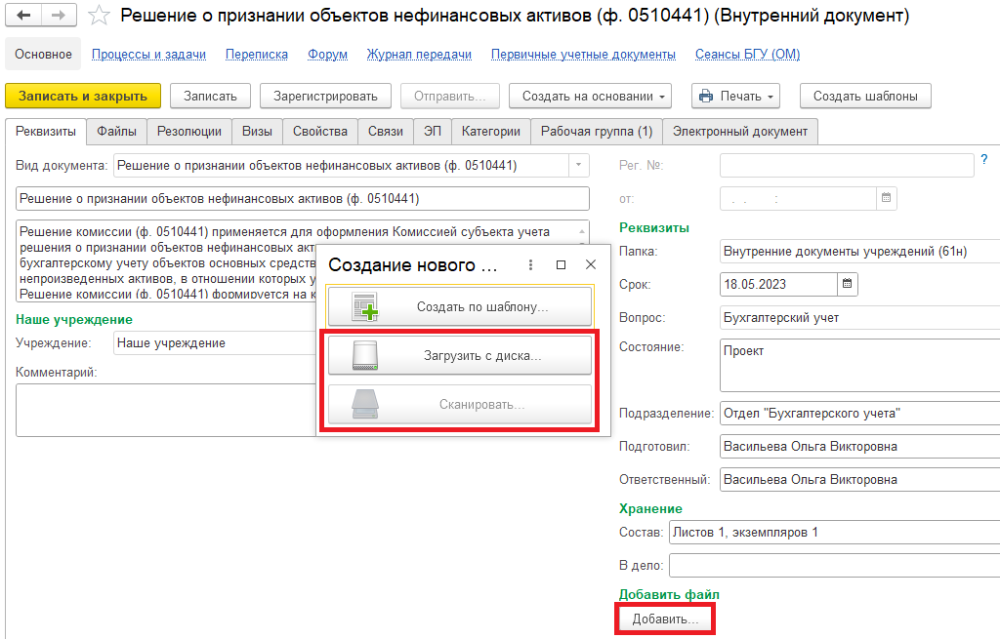 Решение о признании объектов нефинансовых активов (ф. 0510441) (Внутренний документ)
Основное Процессы и задачи Переписка Форум Журнал передачи Первичные учетные документы Сеансы БГУ (ОМ)
Записать и закрыть Записать Зарегистрировать Отправить... Создать на основании Печать Создать шаблоны
Реквизиты Файлы Резолюции Визы Свойства Связи ЭП Категории Рабочая группа (1) Электронный документ
Вид документа: Решение о признании объектов нефинансовых активов (ф. 0510441)
Решение о признании объектов нефинансовых активов (ф. 0510441)
Решение комиссии (ф. 0510441) применяется для оформления Комиссией субъекта учета
решения о признании объектов нефинансовых
бухгалтерскому учету объектов основных
непроизведенных активов, в отношении которых
Решение комиссии (ф. 0510441) формируется на
Наше учреждение
Учреждение: Наше учреждение
Комментарий:
Создание нового ...
Создать по шаблону...
Загрузить с диска...
Сканировать...
Рег. №: ?
от: . . :
Реквизиты
Папка: Внутренние документы учреждений (61н)
Срок: 18.05.2023
Вопрос: Бухгалтерский учет
Состояние: Проект
Подразделение: Отдел "Бухгалтерского учета"
Подготовил: Васильева Ольга Викторовна
Ответственный: Васильева Ольга Викторовна
Хранение
Состав: Листов 1, экземпляров 1
В дело:
Добавить файл
Добавить...